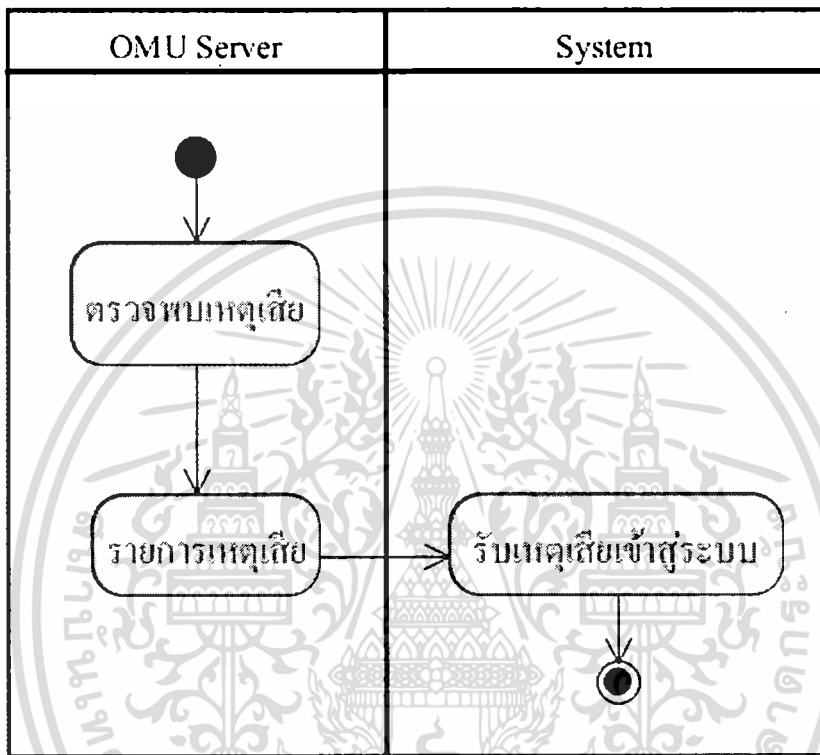 OMU Server
System
ตรวจพบเหตุเสีย
รายการเหตุเสีย
รับเหตุเสียเข้าสู่ระบบ